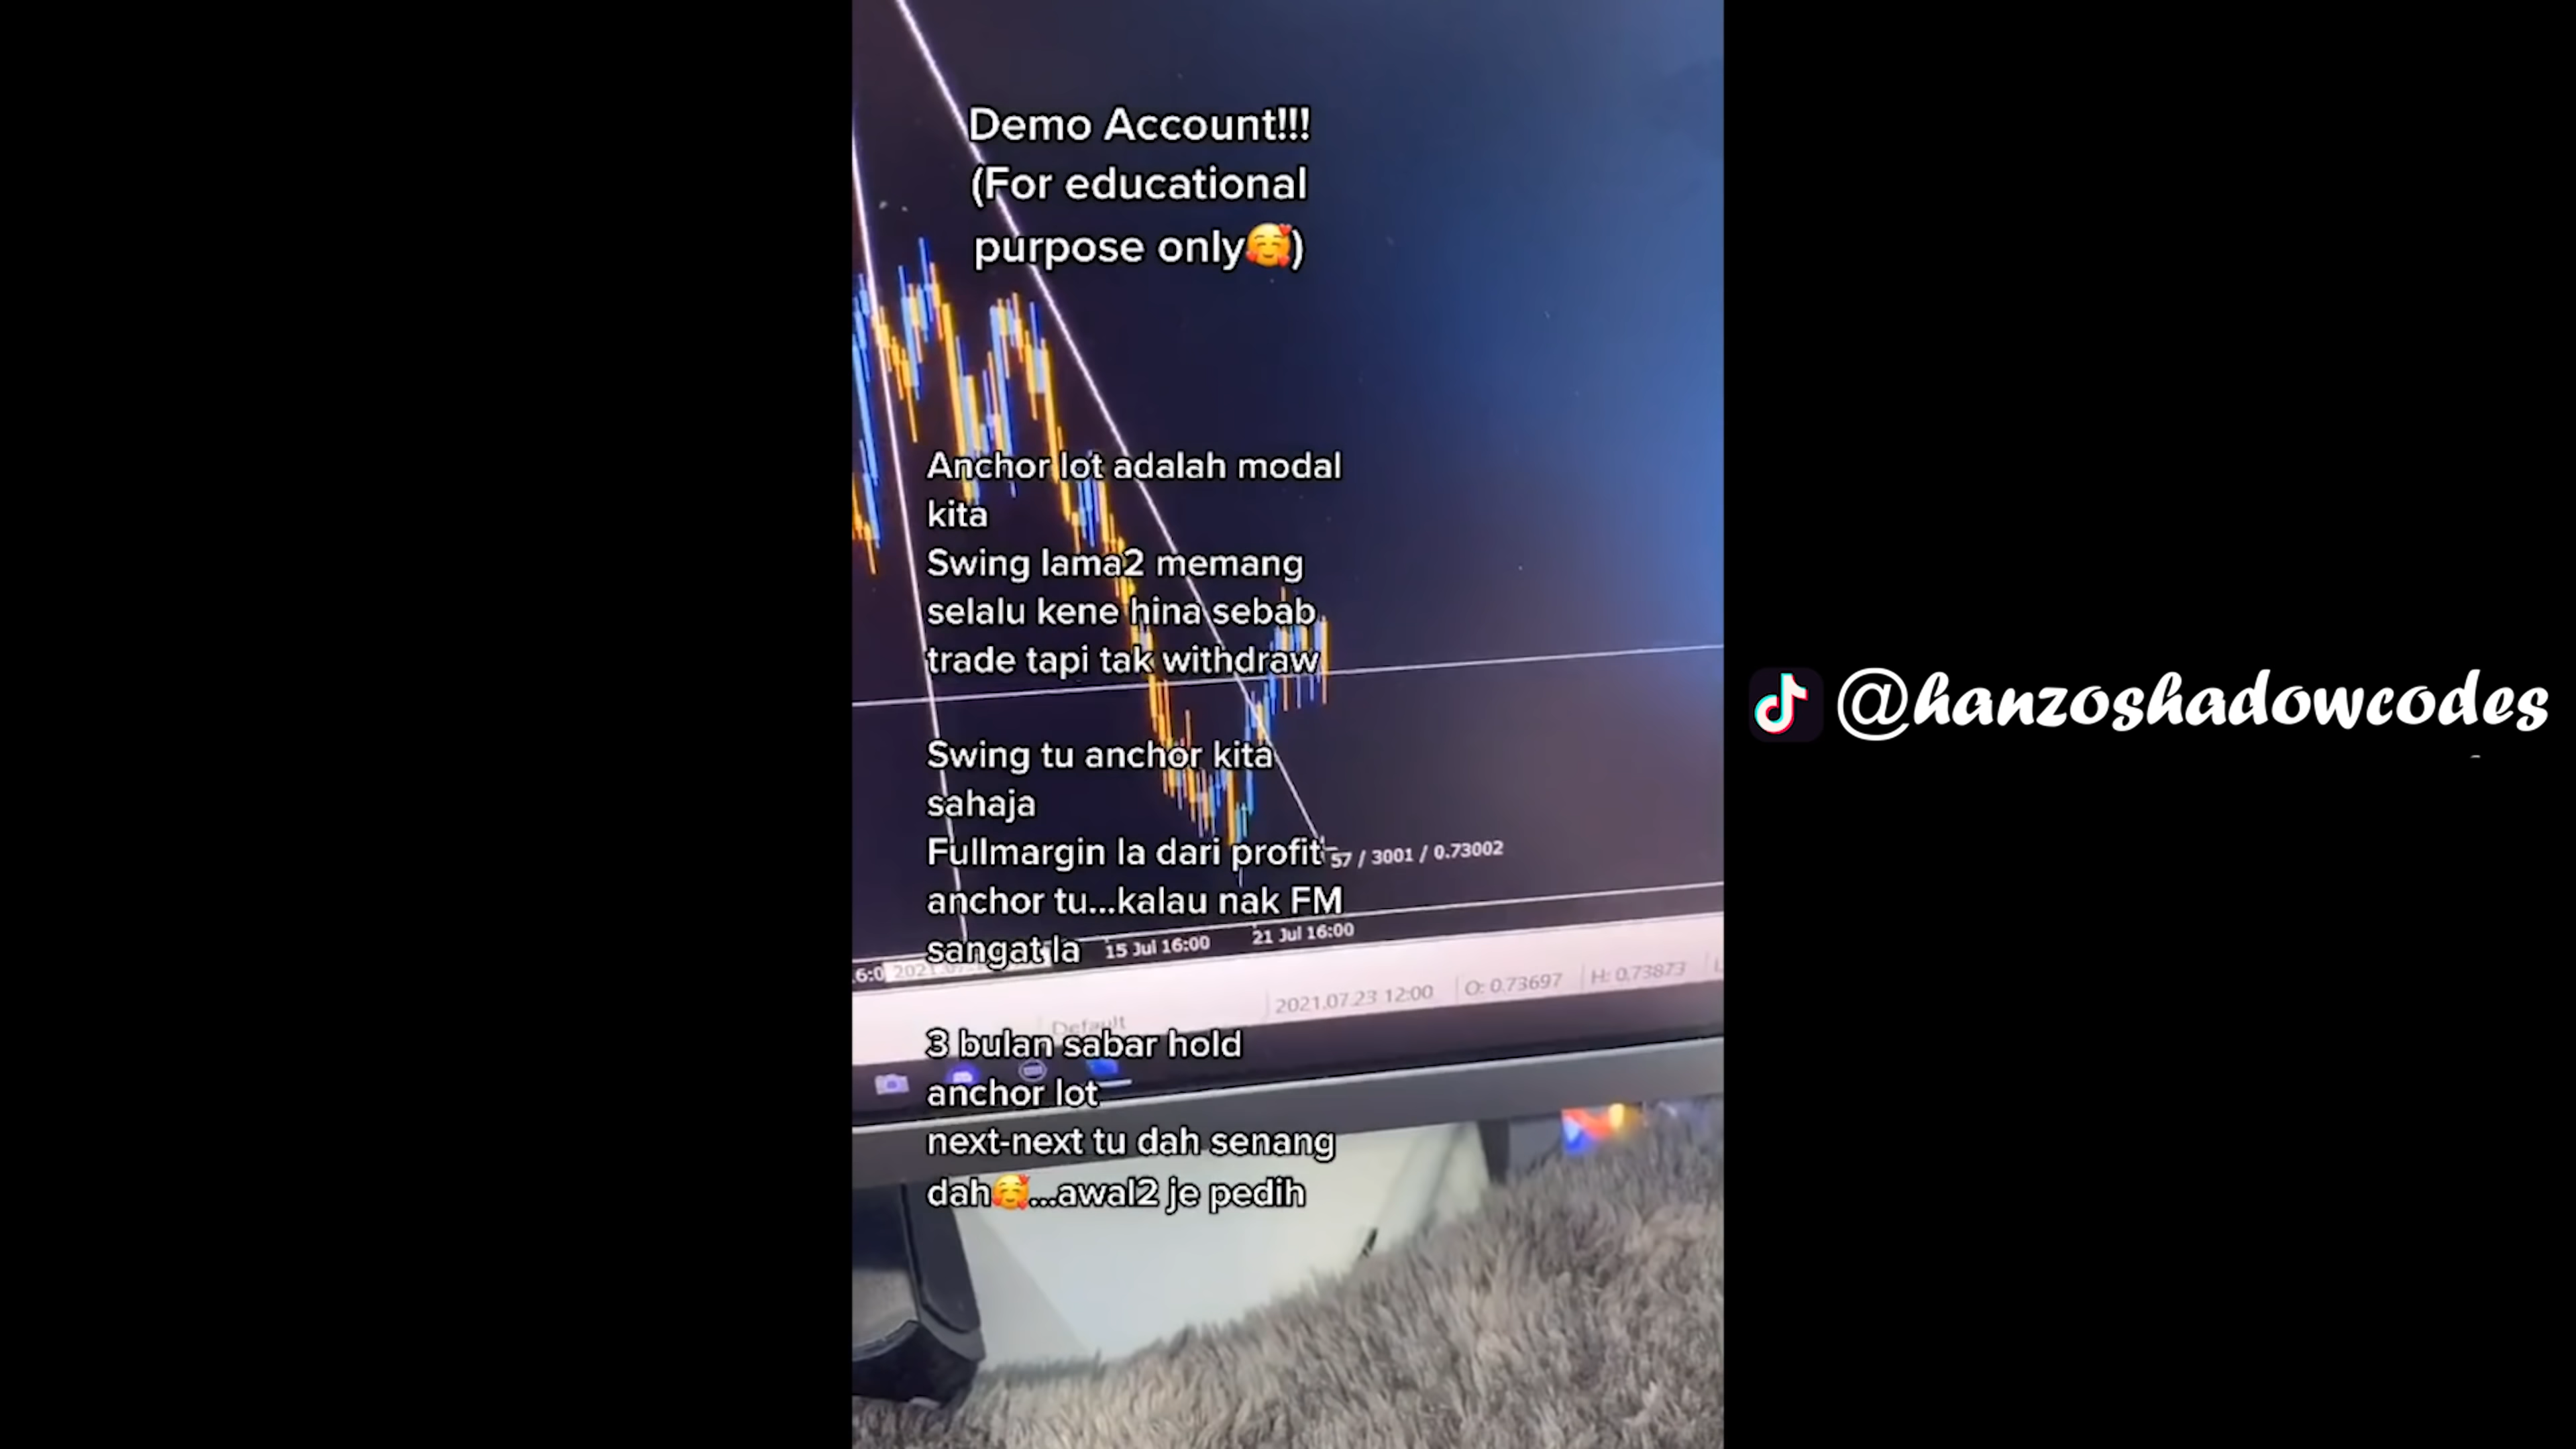 Demo Account!!!
(For educational
purpose only🥰)
Anchor lot adalah modal
kita
Swing lama2 memang
selalu kene hina sebab
trade tapi tak withdraw
Swing tu anchor kita
sahaja
Fullmargin la dari profit
anchor tu...kalau nak FM
sangat la
3 bulan sabar hold
anchor lot
next-next tu dah senang
dah🥰...awal2 je pedih
57 / 3001 / 0.73002
15 Jul 16:00 21 Jul 16:00
Default 2021.07.23 12:00 O: 0.73697 H: 0.73873
@hanzoshadowcodes